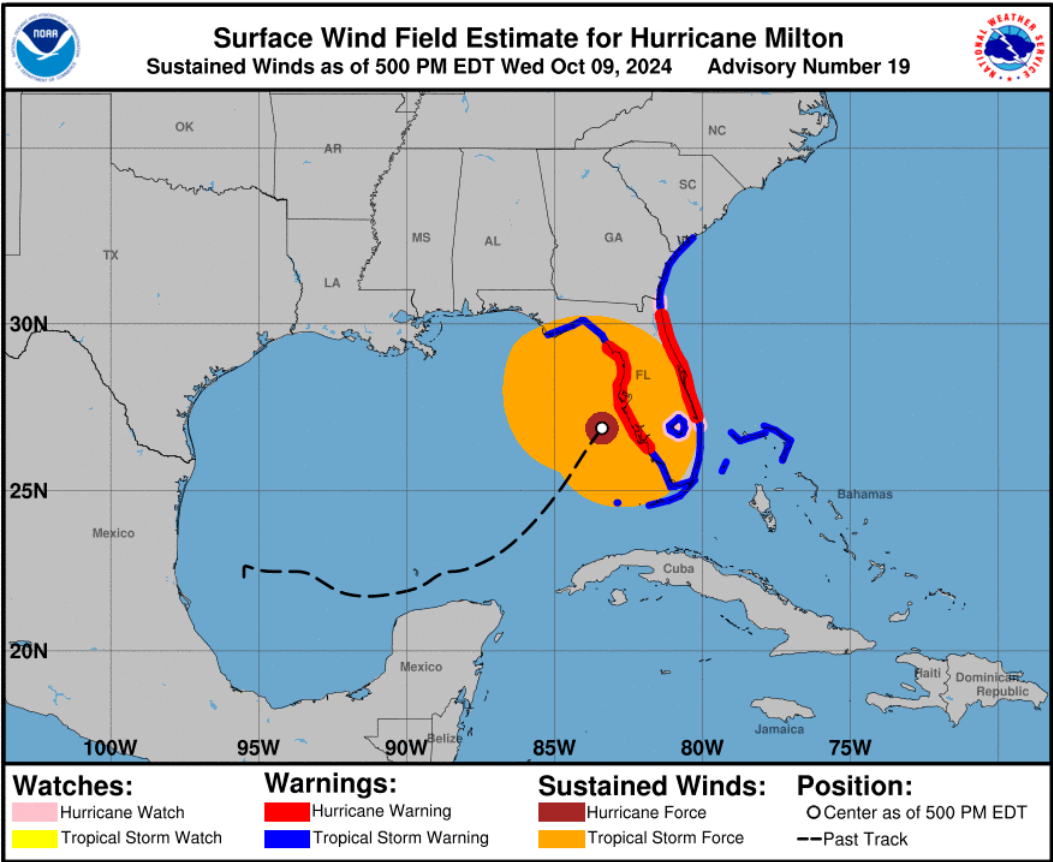 NOAA
NATIONAL WEATHER SERVICE
Surface Wind Field Estimate for Hurricane Milton
Sustained Winds as of 500 PM EDT Wed Oct 09, 2024 Advisory Number 19
OK
NC
AR
SC
MS
AL
GA
TX
LA
30N
FL
25N
Bahamas
Mexico
Cuba
20N
Mexico
Haiti
Dominican
Republic
Jamaica
Belize
100W 95W 90W 85W 80W 75W
Watches: Warnings: Sustained Winds: Position:
Hurricane Watch Hurricane Warning Hurricane Force Center as of 500 PM EDT
Tropical Storm Watch Tropical Storm Warning Tropical Storm Force Past Track